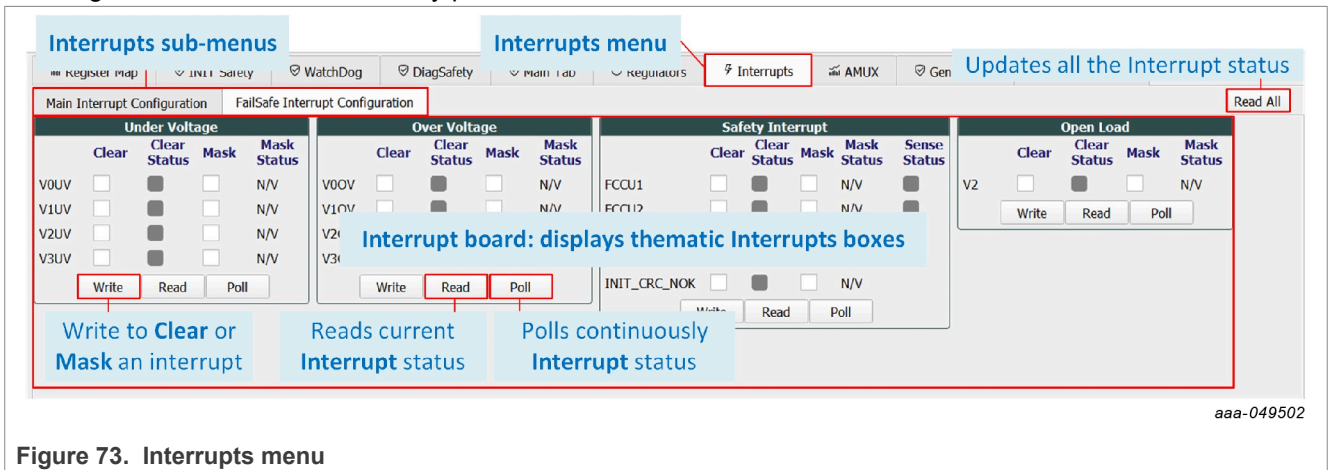 Interrupts sub-menus
Interrupts menu
Updates all the Interrupt status
Register Map
INIT Safety
WatchDog
DiagSafety
Main Tab
Regulators
Interrupts
AMUX
Gen
Main Interrupt Configuration
FailSafe Interrupt Configuration
Read All
Under Voltage
Clear Clear Status Mask Mask Status
V0UV N/V
V1UV N/V
V2UV N/V
V3UV N/V
Write Read Poll
Over Voltage
Clear Clear Status Mask Mask Status
V0OV N/V
V1OV N/V
Write Read Poll
Safety Interrupt
Clear Clear Status Mask Mask Status Sense Status
FCCU1 N/V
FCCU2 N/V
INIT_CRC_NOK N/V
Write Read Poll
Open Load
Clear Clear Status Mask Mask Status
V2 N/V
Write Read Poll
Interrupt board: displays thematic Interrupts boxes
Write to Clear or
Mask an interrupt
Reads current
Interrupt status
Polls continuously
Interrupt status
aaa-049502
Figure 73. Interrupts menu